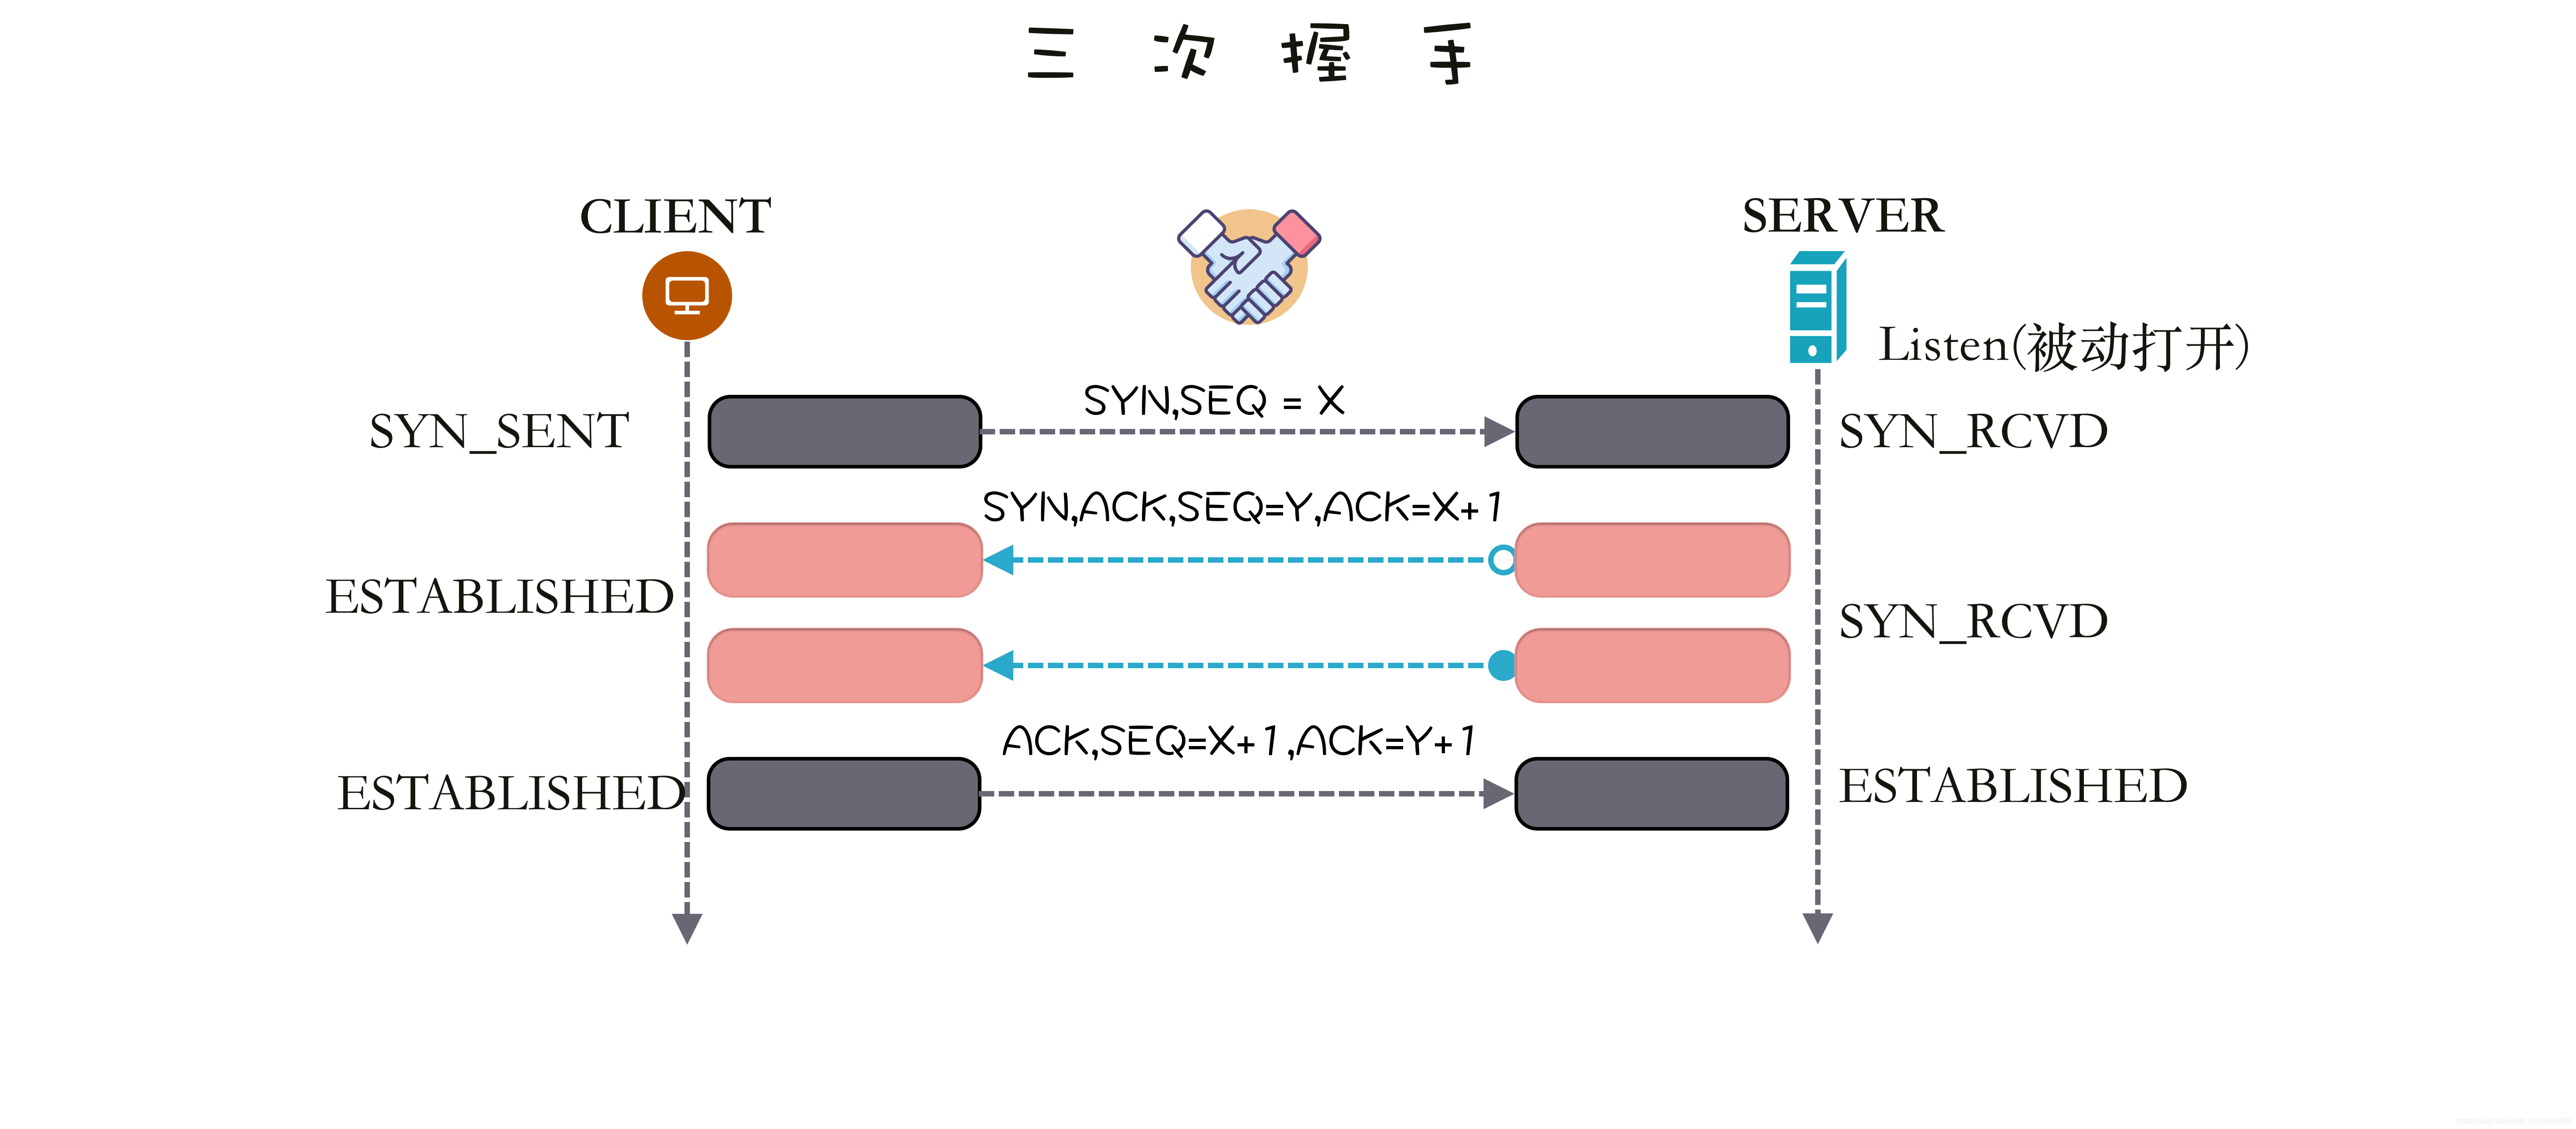 三 次 握 手
CLIENT
SERVER
Listen(被动打开)
SYN_SENT
SYN,SEQ = X
SYN_RCVD
SYN,ACK,SEQ=Y,ACK=X+1
ESTABLISHED
SYN_RCVD
ACK,SEQ=X+1,ACK=Y+1
ESTABLISHED
ESTABLISHED